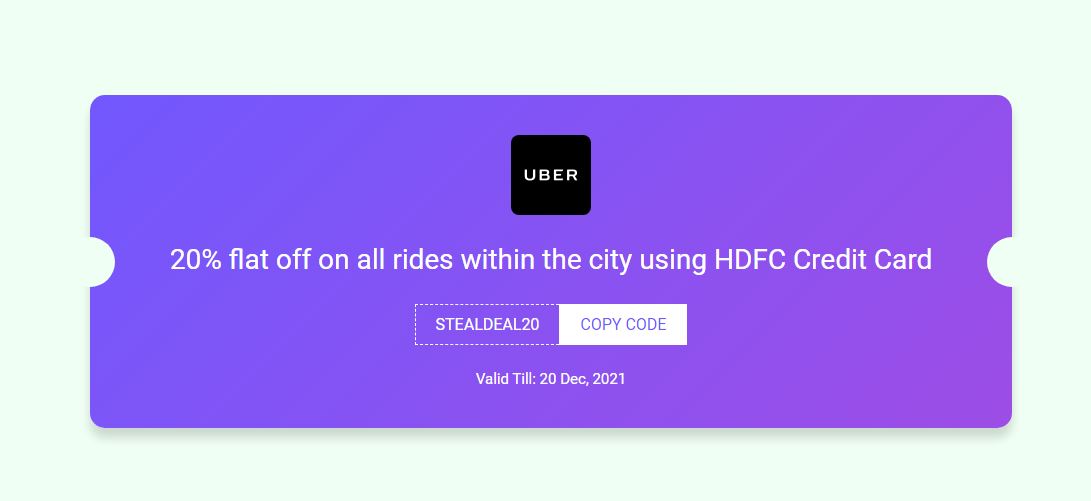 UBER
20% flat off on all rides within the city using HDFC Credit Card
STEALDEAL20 COPY CODE
Valid Till: 20 Dec, 2021